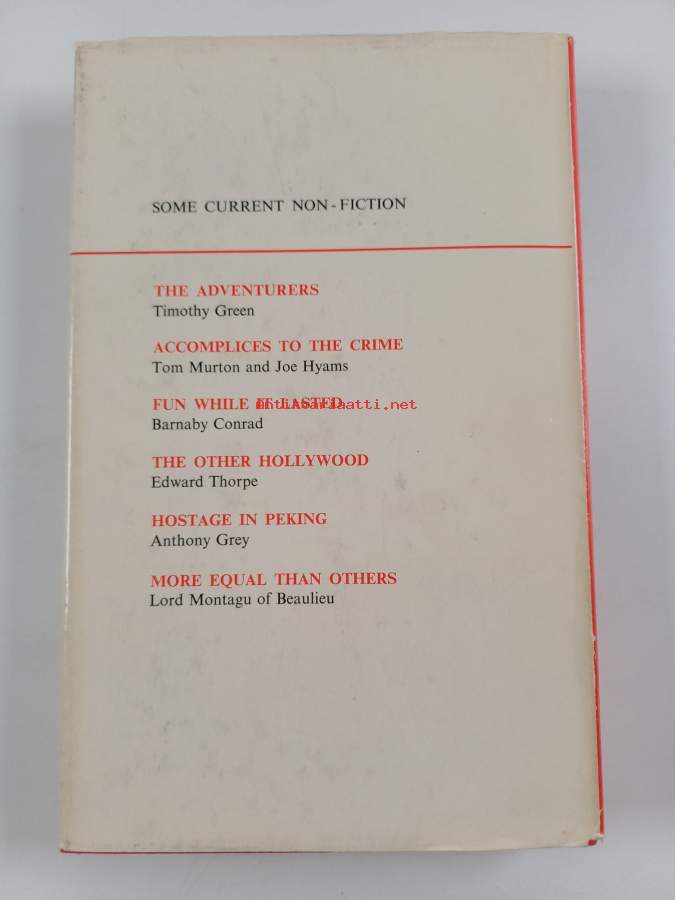 SOME CURRENT NON-FICTION
THE ADVENTURERS
Timothy Green
ACCOMPLICES TO THE CRIME
Tom Murton and Joe Hyams
FUN WHILE IT LASTED
antikvariaatti.net
Barnaby Conrad
THE OTHER HOLLYWOOD
Edward Thorpe
HOSTAGE IN PEKING
Anthony Grey
MORE EQUAL THAN OTHERS
Lord Montagu of Beaulieu